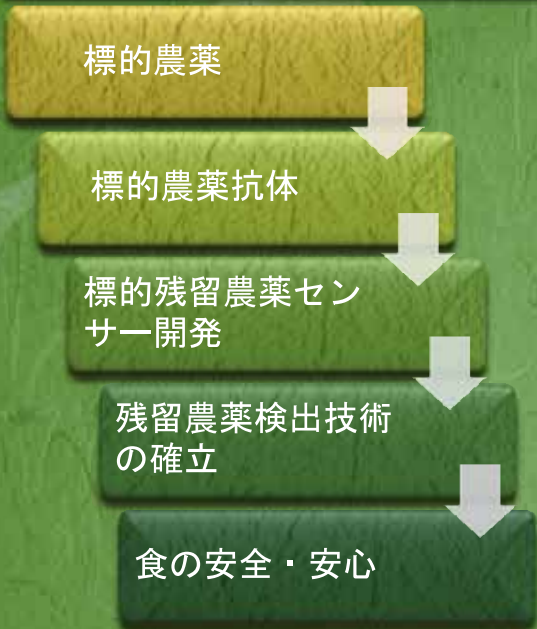 標的農薬
標的農薬抗体
標的残留農薬セン
サー開発
残留農薬検出技術
の確立
食の安全・安心